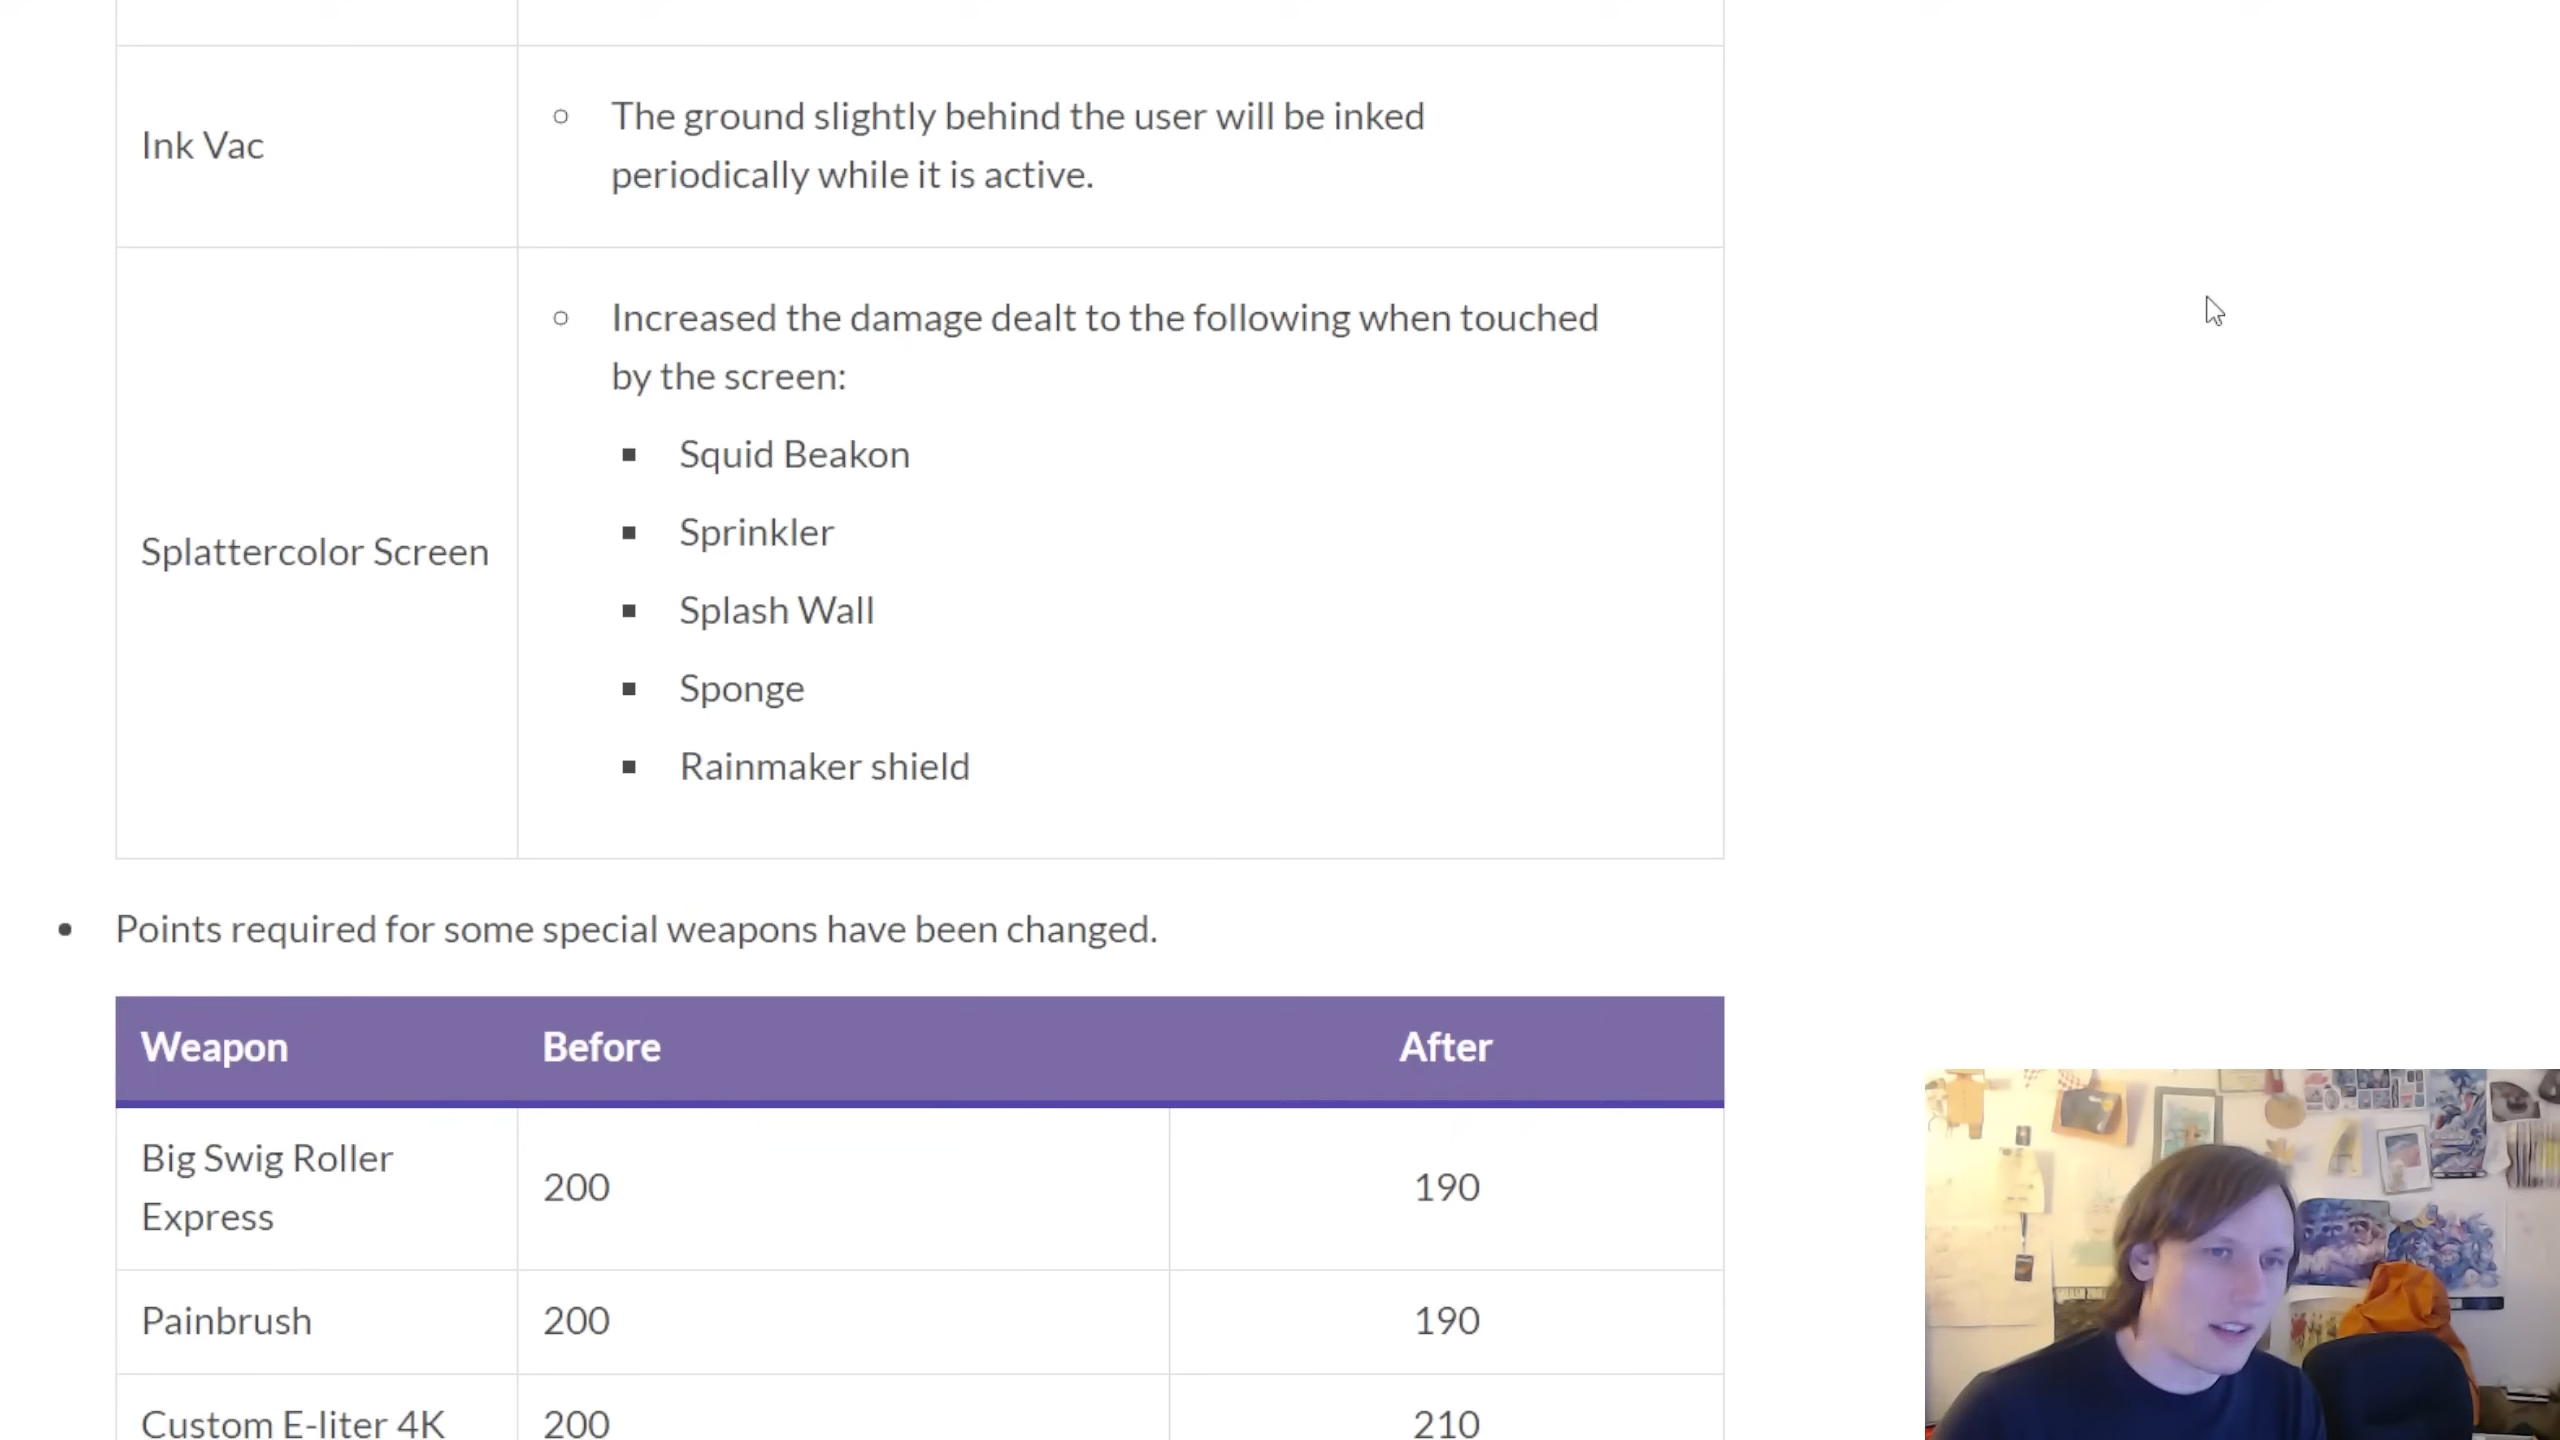 Ink Vac
The ground slightly behind the user will be inked
periodically while it is active.
Splattercolor Screen
Increased the damage dealt to the following when touched
by the screen:
Squid Beakon
Sprinkler
Splash Wall
Sponge
Rainmaker shield
Points required for some special weapons have been changed.
Weapon Before After
Big Swig Roller
Express
200 190
Painbrush 200 190
Custom E-liter 4K 200 210